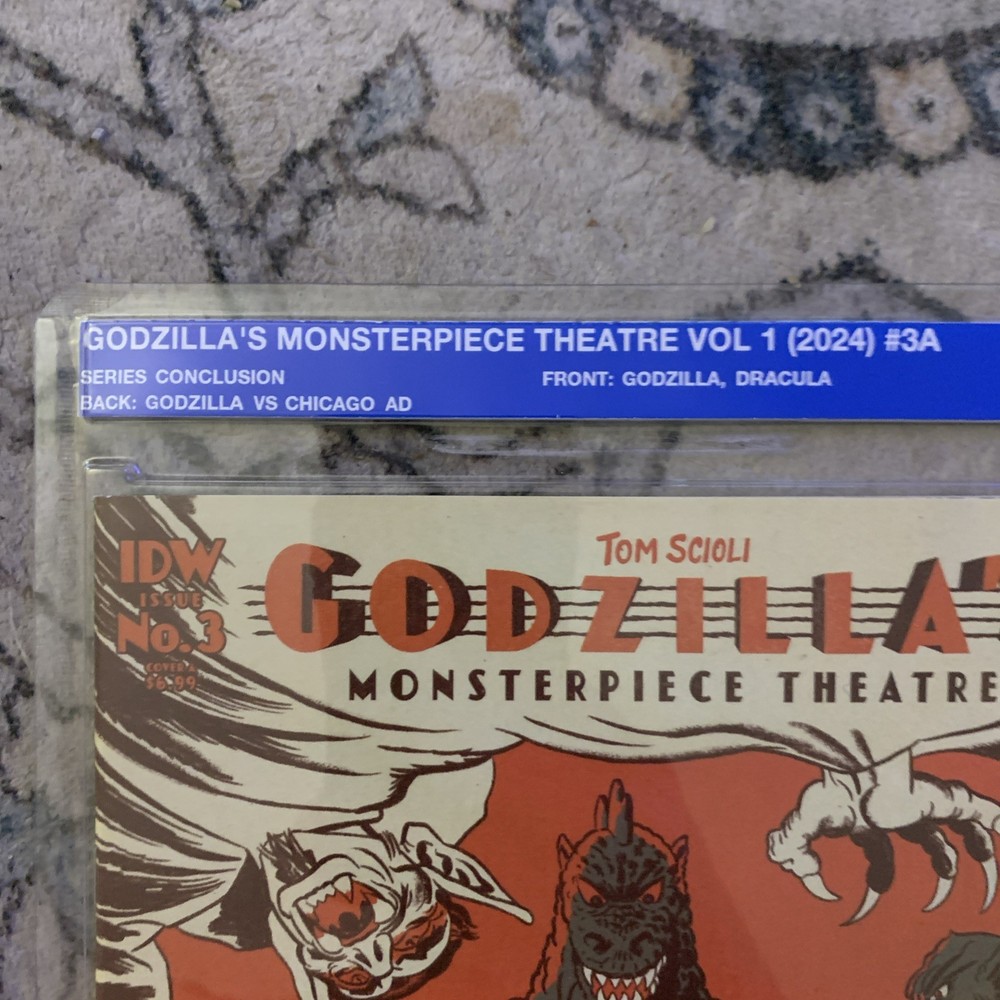 GODZILLA'S MONSTERPIECE THEATRE VOL 1 (2024) #3A
SERIES CONCLUSION FRONT: GODZILLA, DRACULA
BACK: GODZILLA VS CHICAGO AD
IDW
ISSUE
No. 3
COVER A
$6.99
TOM SCIOLI
GODZILLA'
MONSTERPIECE THEATRE